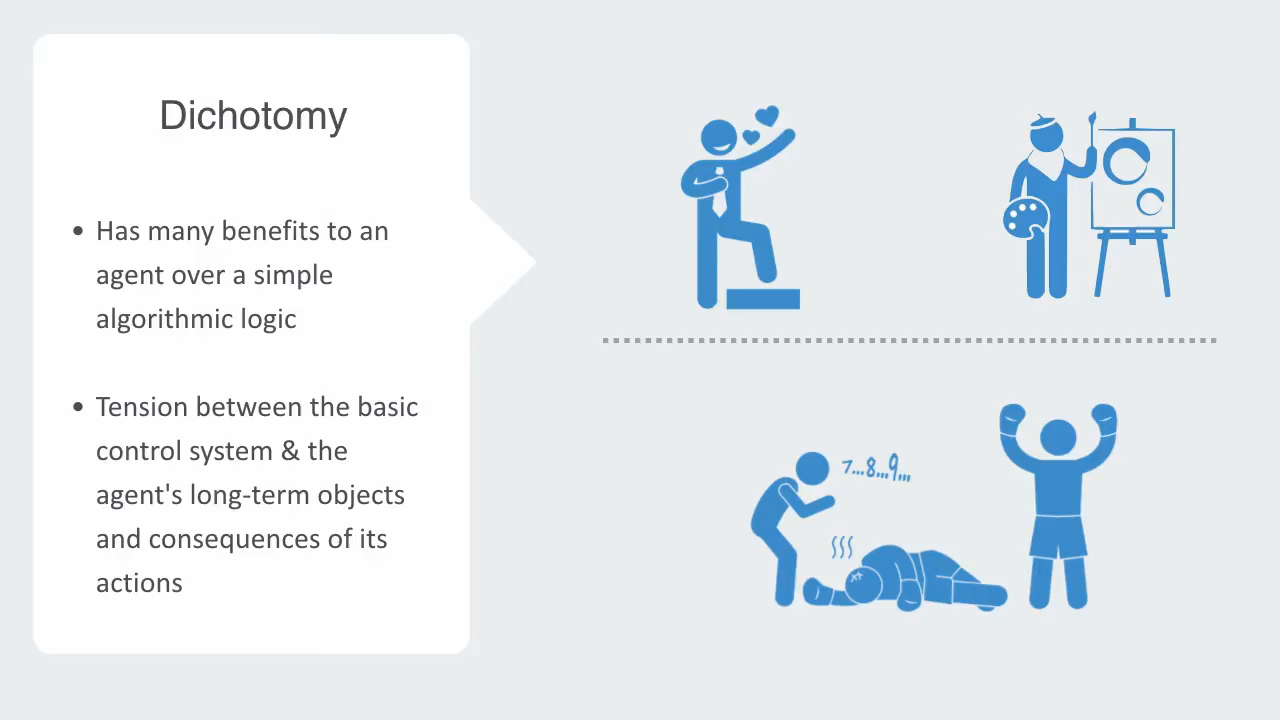 Dichotomy
• Has many benefits to an
agent over a simple
algorithmic logic
• Tension between the basic
control system & the
agent's long-term objects
and consequences of its
actions
7...8...9...